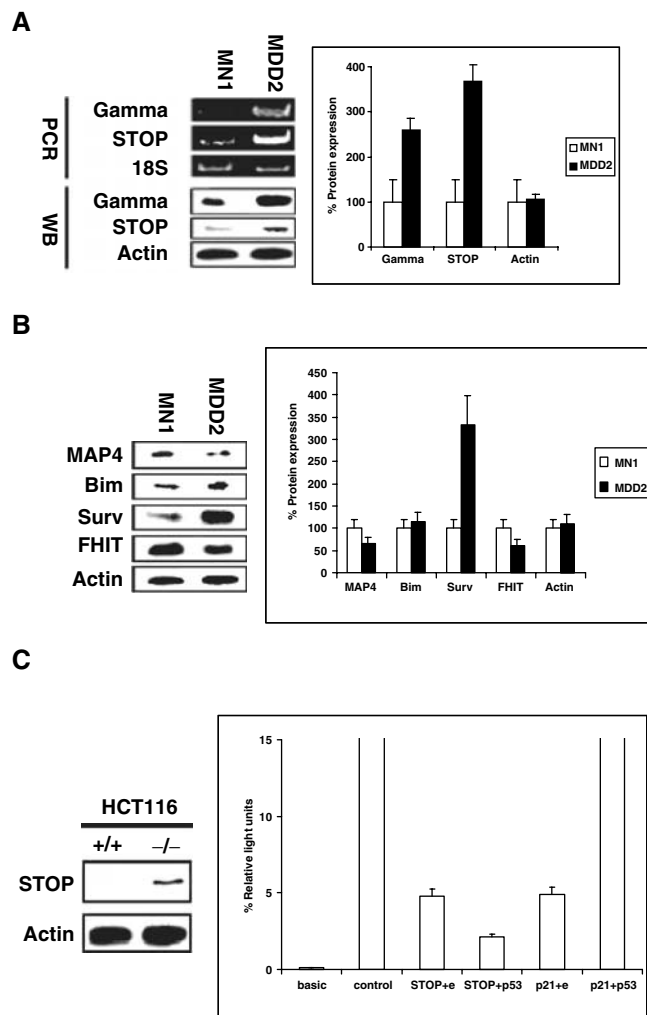 A
MN1
MDD2
PCR
Gamma
STOP
18S
WB
Gamma
STOP
Actin
% Protein expression
400
300
200
100
0
Gamma STOP Actin
MN1
MDD2
B
MN1
MDD2
MAP4
Bim
Surv
FHIT
Actin
% Protein expression
450
400
350
300
250
200
150
100
50
0
MAP4 Bim Surv FHIT Actin
MN1
MDD2
C
HCT116
+/+ –/–
STOP
Actin
% Relative light units
15
10
5
0
basic control STOP+e STOP+p53 p21+e p21+p53